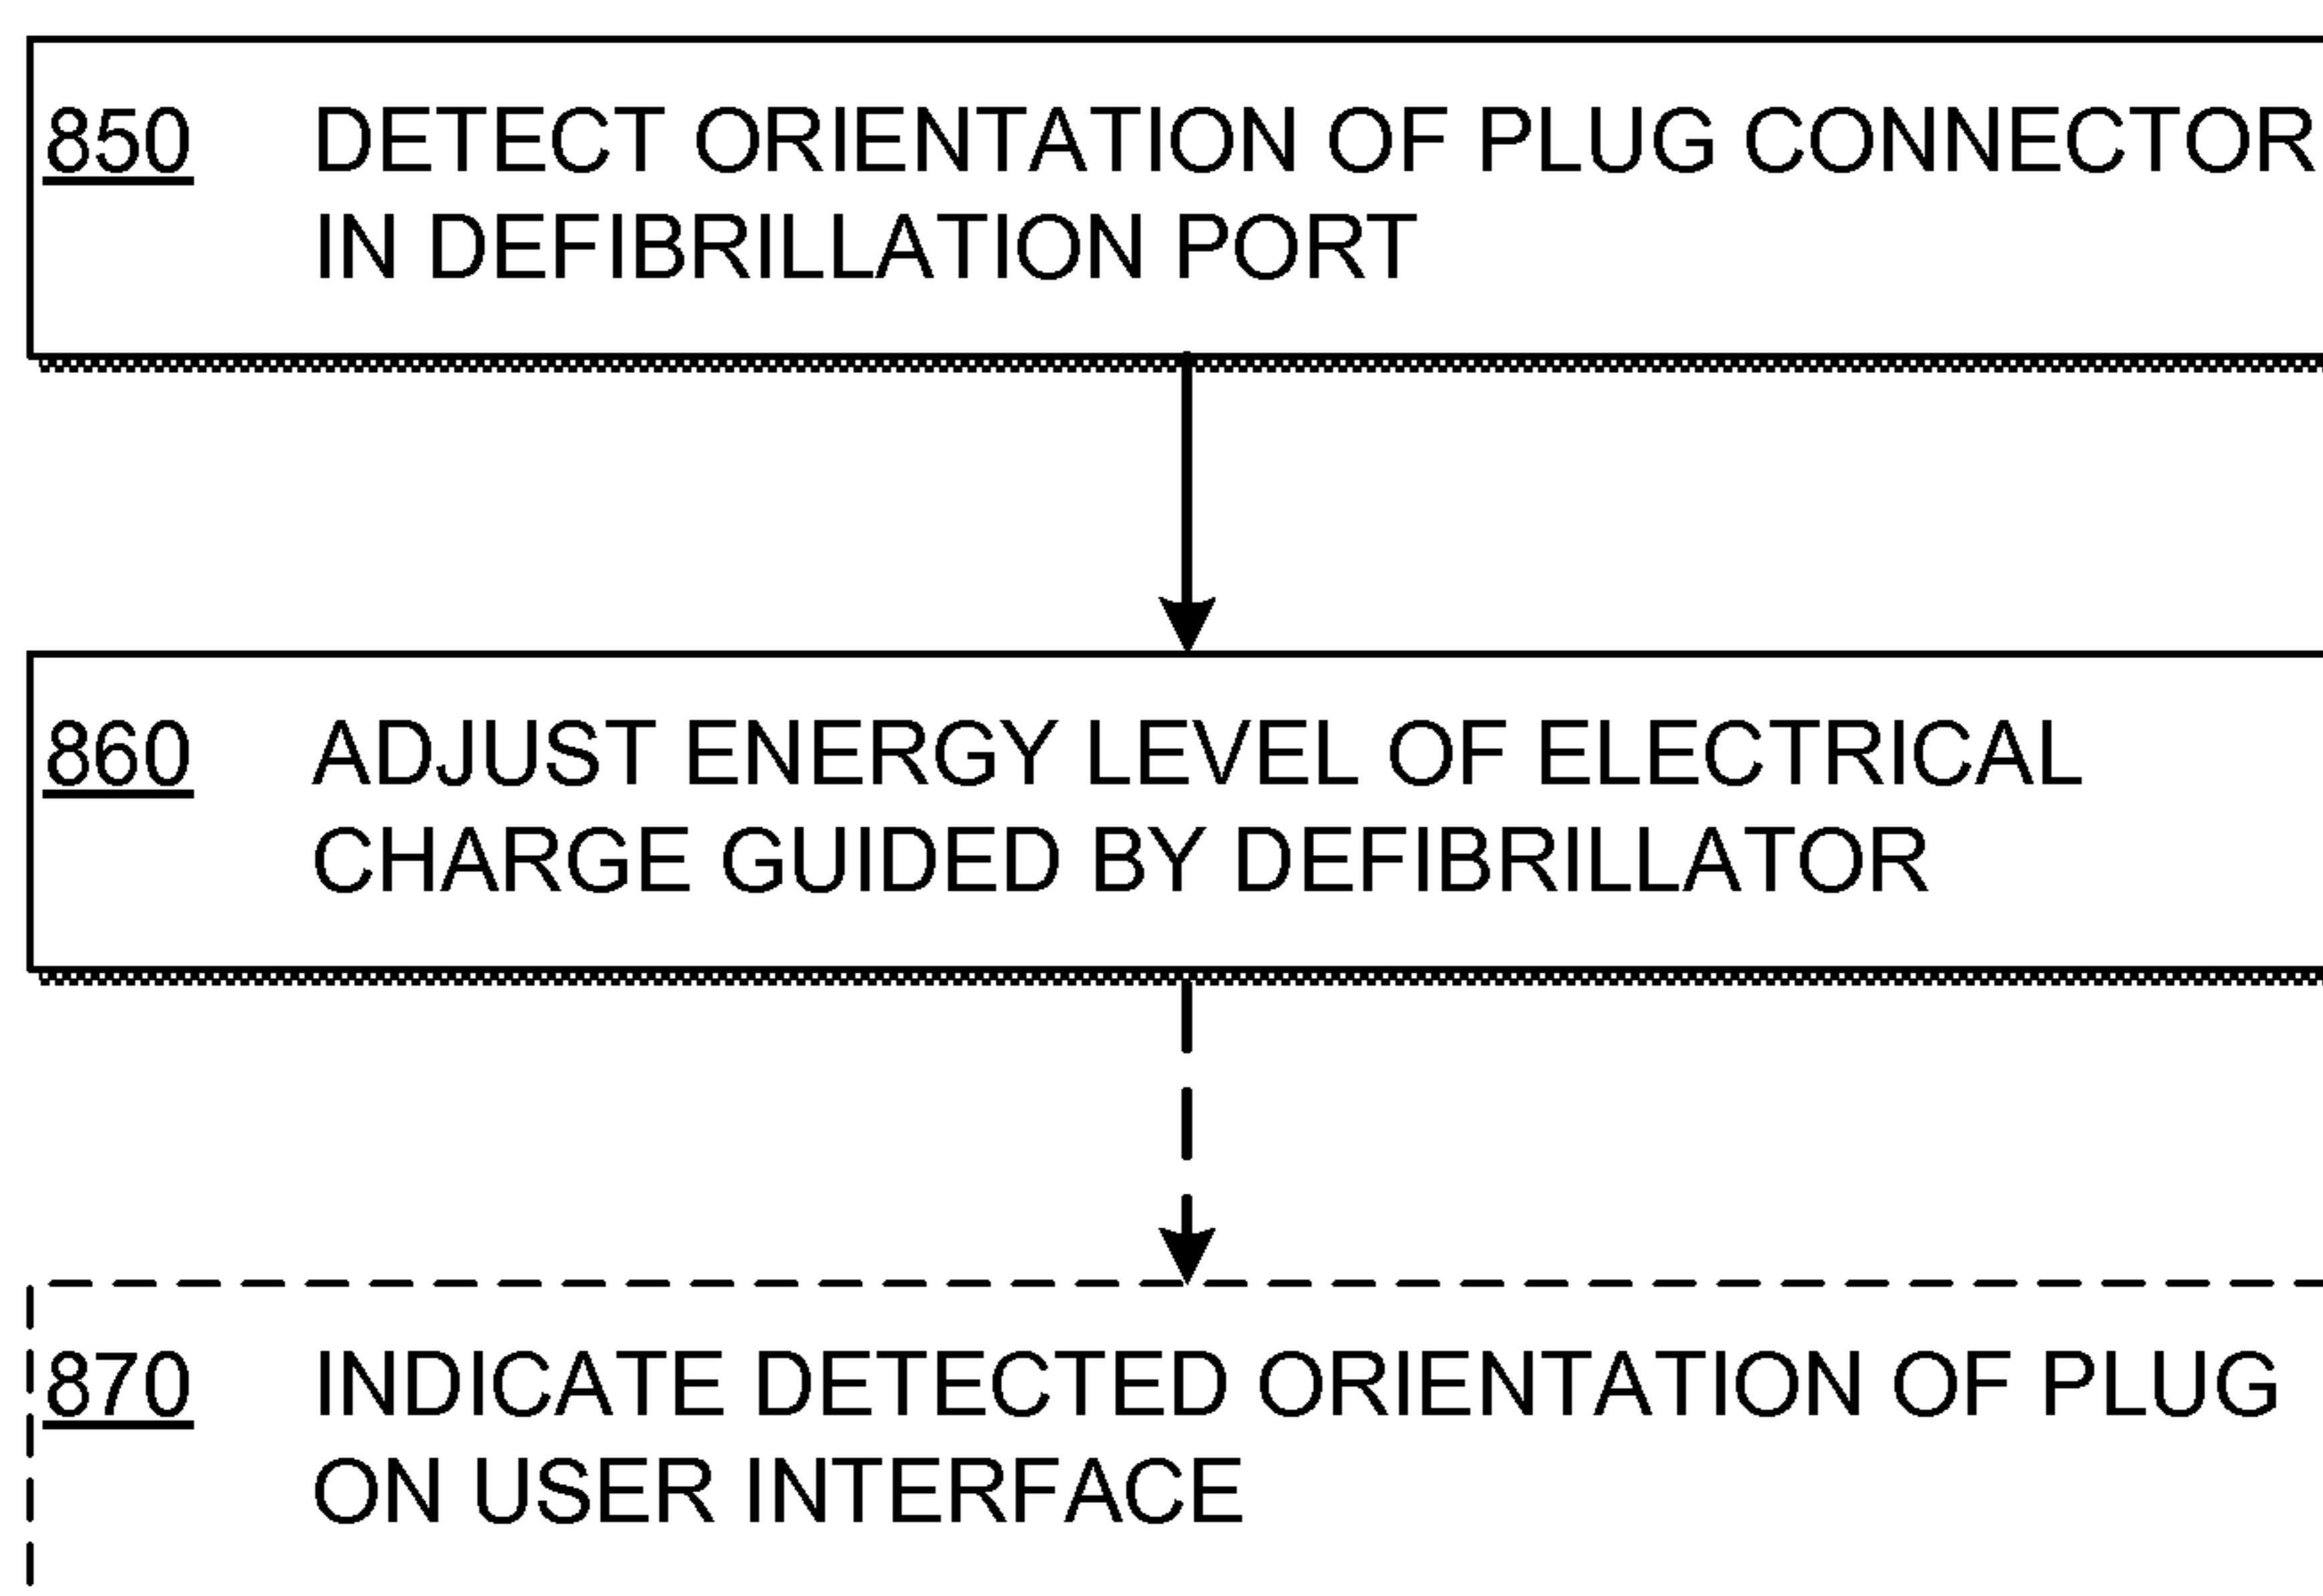 850 DETECT ORIENTATION OF PLUG CONNECTOR
IN DEFIBRILLATION PORT
860 ADJUST ENERGY LEVEL OF ELECTRICAL
CHARGE GUIDED BY DEFIBRILLATOR
870 INDICATE DETECTED ORIENTATION OF PLUG
ON USER INTERFACE